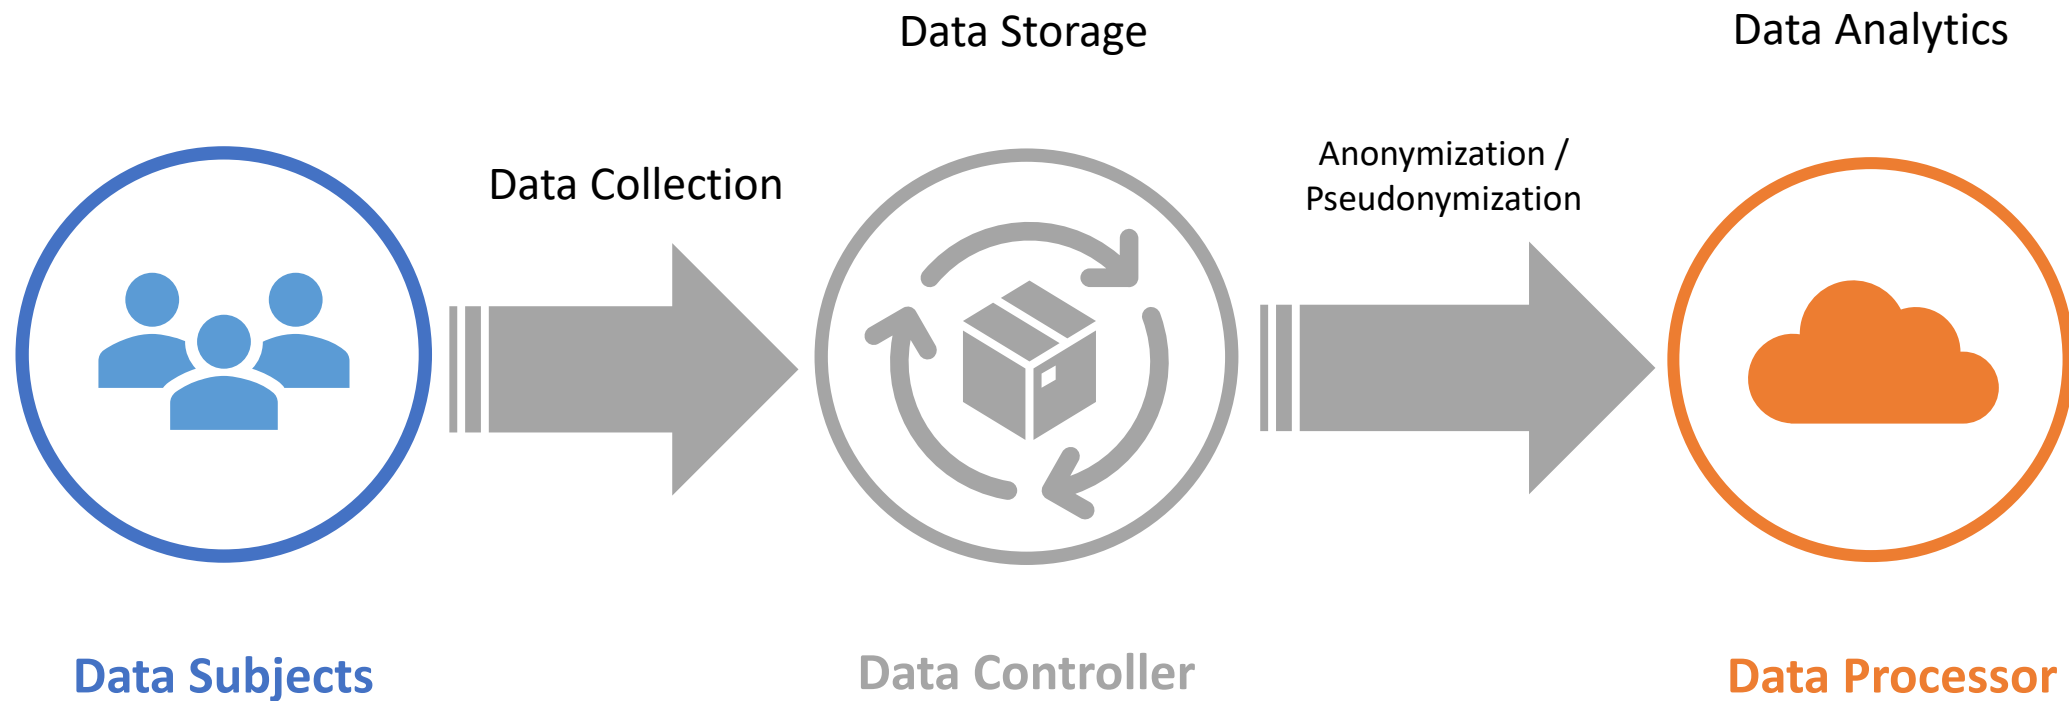 Data Storage
Data Analytics
Data Collection
Anonymization /
Pseudonymization
Data Subjects
Data Controller
Data Processor